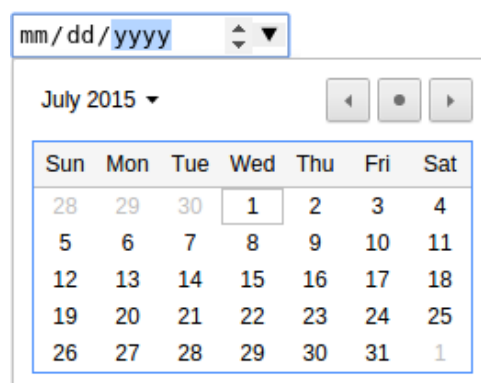 mm/dd/yyyy
July 2015
Sun Mon Tue Wed Thu Fri Sat
28 29 30 1 2 3 4
5 6 7 8 9 10 11
12 13 14 15 16 17 18
19 20 21 22 23 24 25
26 27 28 29 30 31 1